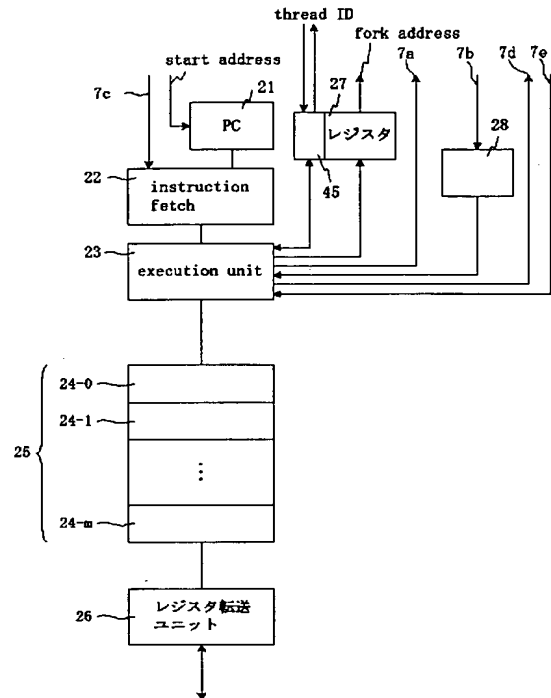 thread ID
fork address
start address
7a
7b
7d
7e
7c
21
27
PC
レジスタ
28
22
instruction
fetch
45
23
execution unit
24-0
24-1
25
⋮
24-m
26
レジスタ転送
ユニット